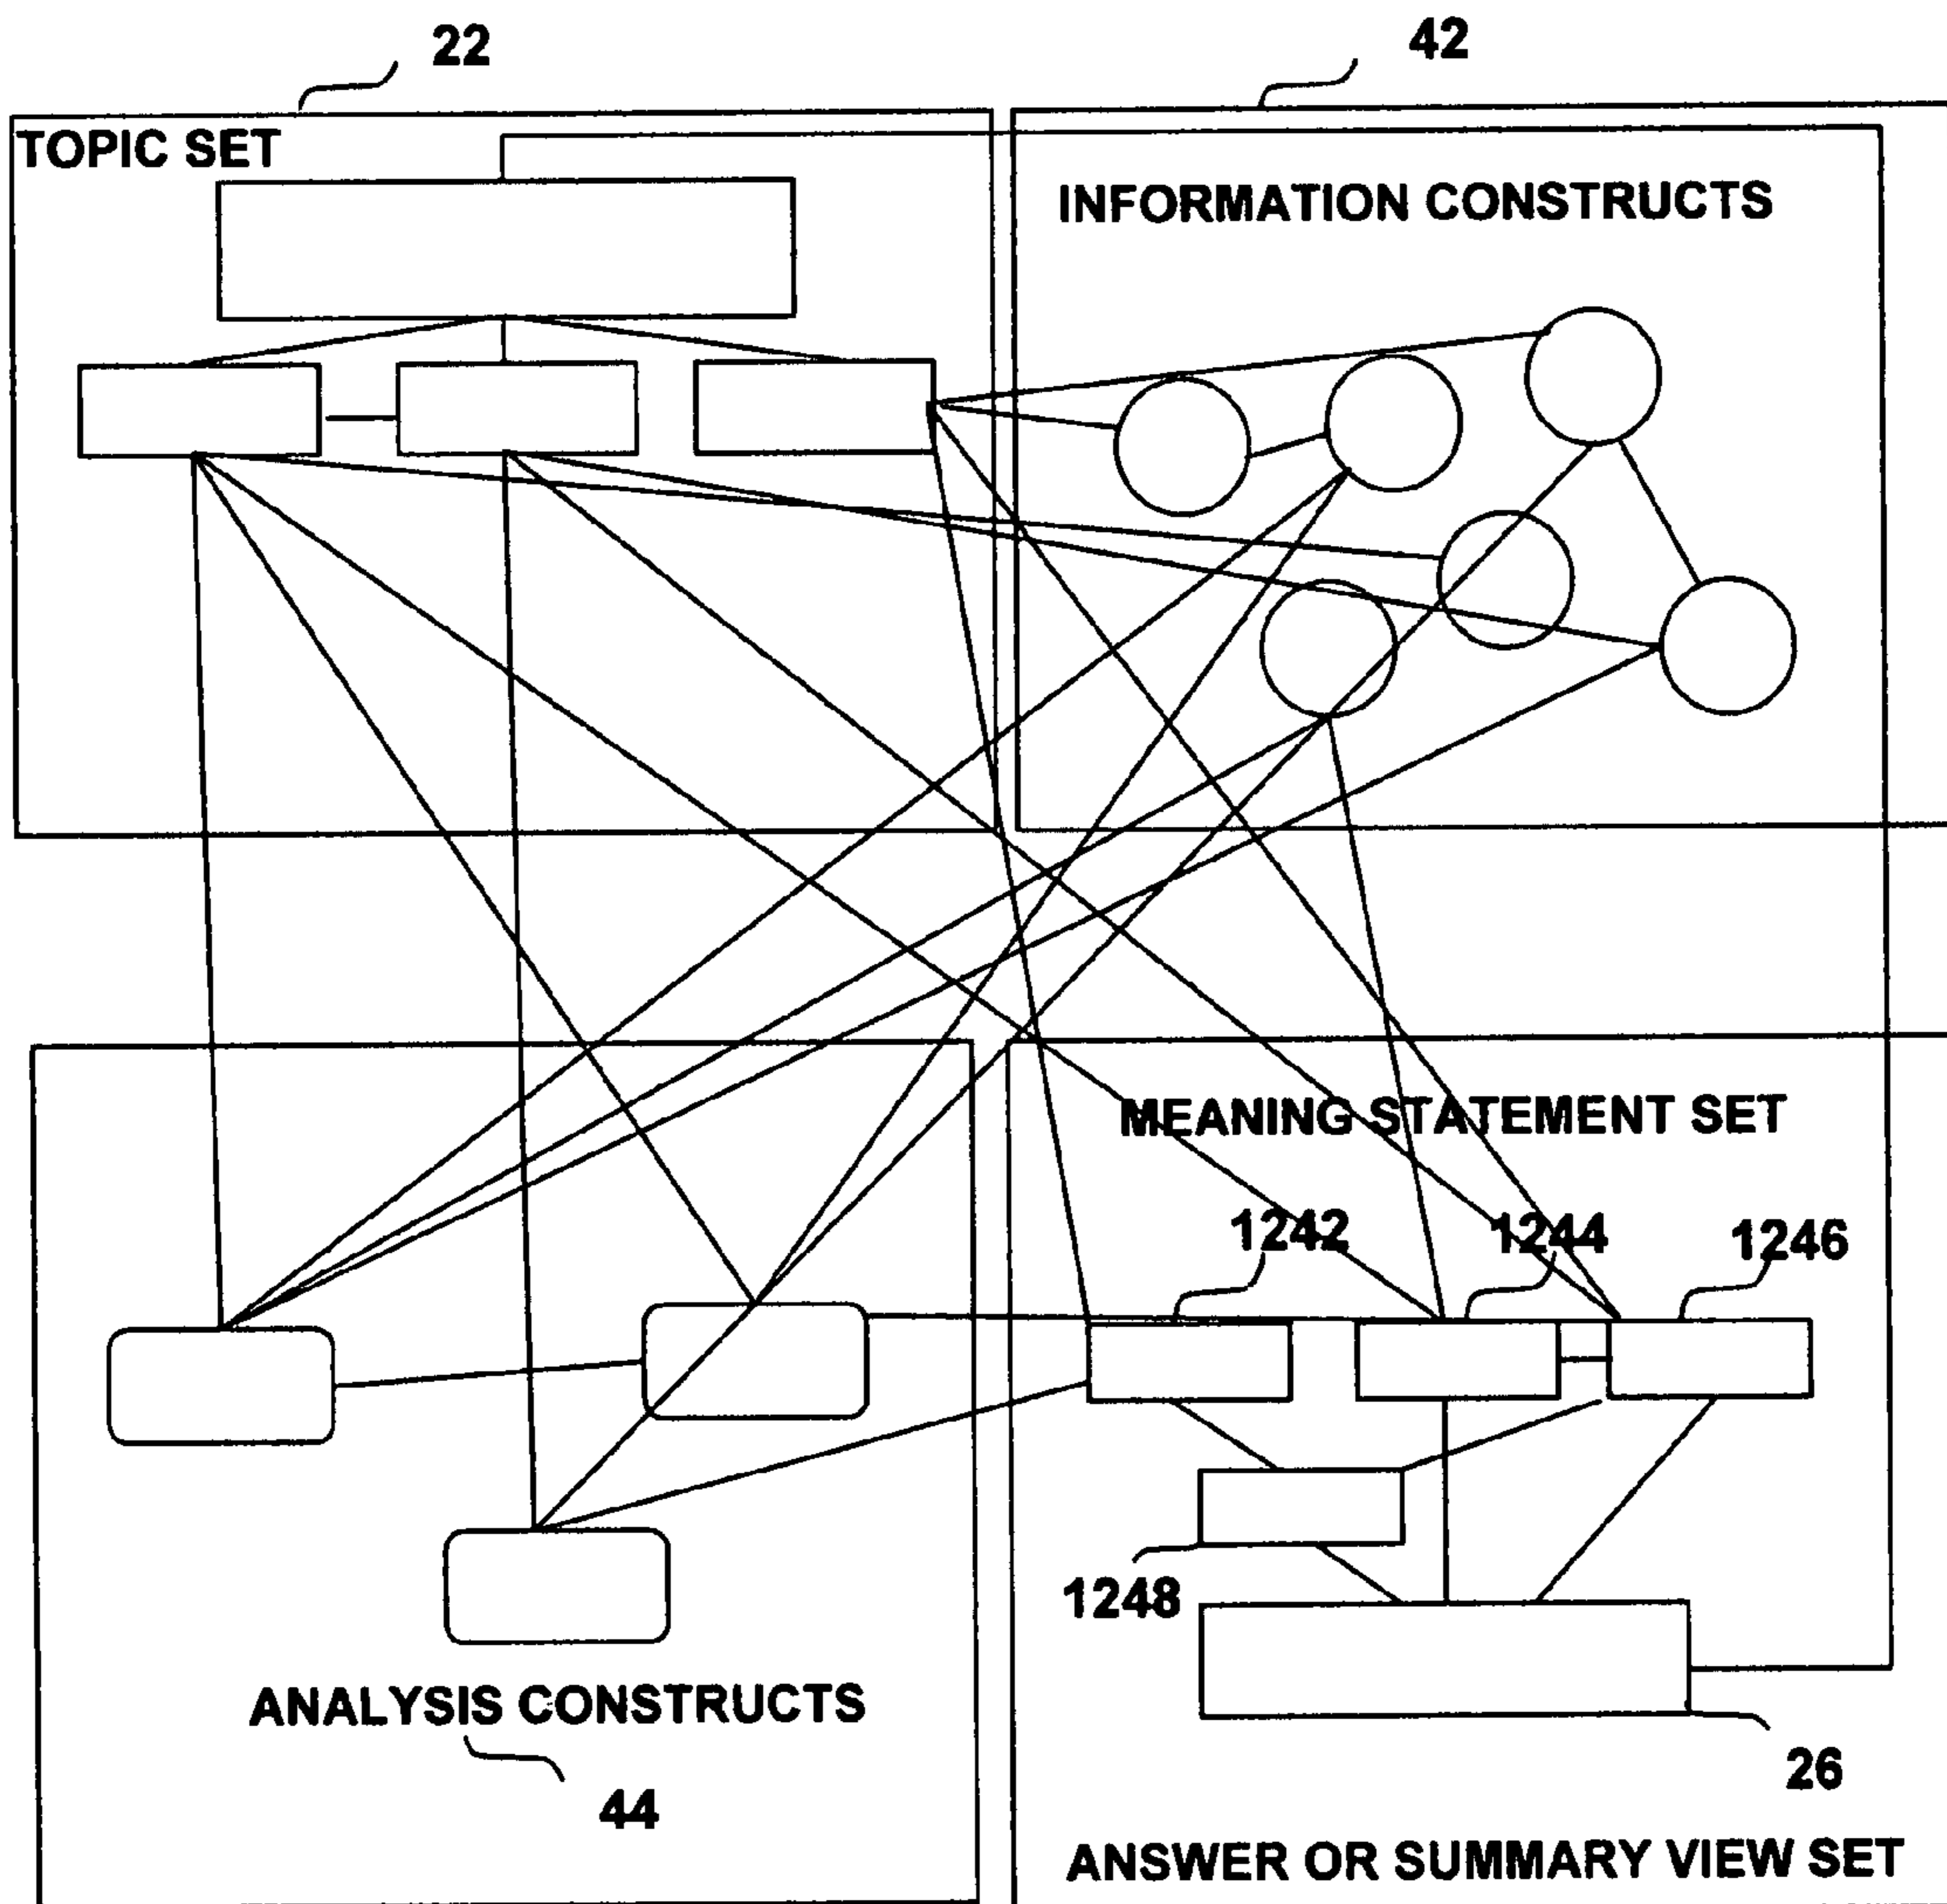 22
42
TOPIC SET
INFORMATION CONSTRUCTS
MEANING STATEMENT SET
1242
1244
1246
1248
26
ANALYSIS CONSTRUCTS
44
ANSWER OR SUMMARY VIEW SET